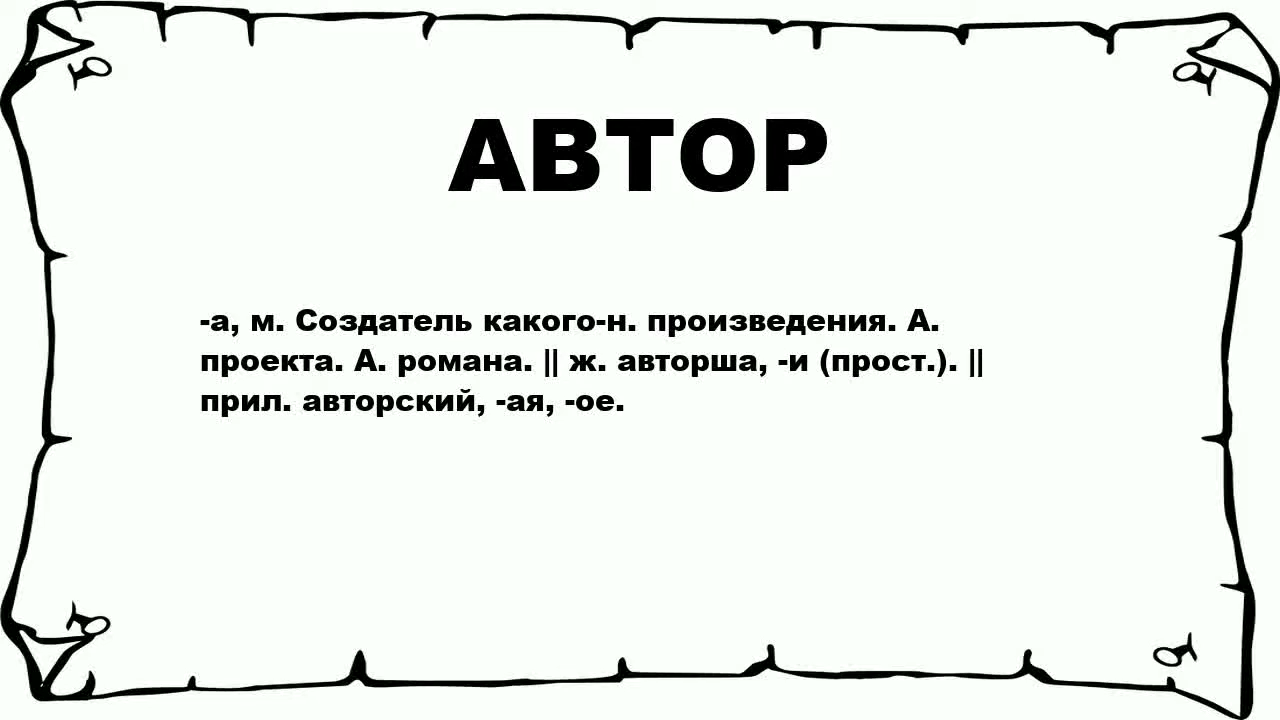 АВТОР
-а, м. Создатель какого-н. произведения. А.
проекта. А. романа. || ж. авторша, -и (прост.). ||
прил. авторский, -ая, -ое.